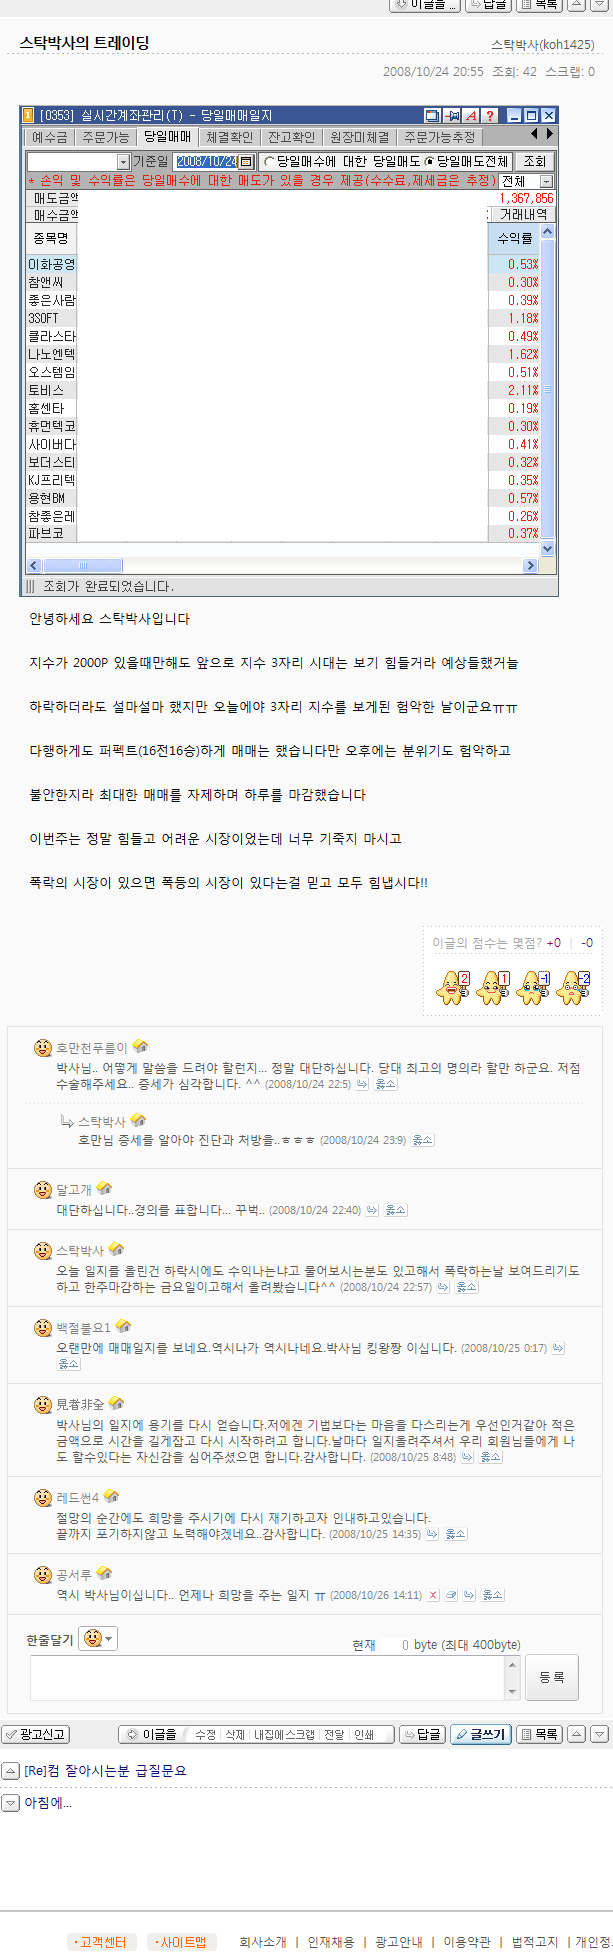 이글을 .. 답글 목록
스탁박사의 트레이딩
스탁박사(koh1425)
2008/10/24 20:55 조회: 42 스크랩: 0
[0353] 실시간계좌관리(T) - 당일매매일지
예수금 주문가능 당일매매 체결확인 잔고확인 원장미체결 주문가능추정
기준일 2008/10/24 당일매수에 대한 당일매도 당일매도전체 조회
* 손익 및 수익률은 당일매수에 대한 매도가 있을 경우 제공(수수료,제세금은 추정) 전체
매도금액 1,367,856
매수금액 거래내역
종목명 수익률
이화공영 0.53%
참앤씨 0.30%
좋은사람 0.39%
3SOFT 1.18%
클라스타 0.49%
나노엔텍 1.62%
오스템임 0.51%
토비스 2.11%
홈센타 0.19%
휴먼텍코 0.30%
사이버다 0.41%
보더스티 0.32%
KJ프리텍 0.35%
용현BM 0.57%
참좋은레 0.26%
파브코 0.37%
조회가 완료되었습니다.
안녕하세요 스탁박사입니다
지수가 2000P 있을때만해도 앞으로 지수 3자리 시대는 보기 힘들거라 예상들했거늘
하락하더라도 설마설마 했지만 오늘에야 3자리 지수를 보게된 험악한 날이군요ㅠㅠ
다행하게도 퍼펙트(16전16승)하게 매매는 했습니다만 오후에는 분위기도 험악하고
불안한지라 최대한 매매를 자제하며 하루를 마감했습니다
이번주는 정말 힘들고 어려운 시장이었는데 너무 기죽지 마시고
폭락의 시장이 있으면 폭등의 시장이 있다는걸 믿고 모두 힘냅시다!!
이글의 점수는 몇점? +0 | -0
2 1 -1 -2
호만천푸름이
박사님.. 어떻게 말씀을 드려야 할런지... 정말 대단하십니다. 당대 최고의 명의라 할만 하군요. 저점
수술해주세요.. 증세가 심각합니다. ^^ (2008/10/24 22:5) 옳소
스탁박사
호만님 증세를 알아야 진단과 처방을..ㅎㅎㅎ (2008/10/24 23:9) 옳소
달고개
대단하십니다..경의를 표합니다... 꾸벅.. (2008/10/24 22:40) 옳소
스탁박사
오늘 일지를 올린건 하락시에도 수익나는냐고 물어보시는분도 있고해서 폭락하는날 보여드리기도
하고 한주마감하는 금요일이고해서 올려봤습니다^^ (2008/10/24 22:57) 옳소
백절불요1
오랜만에 매매일지를 보네요.역시나가 역시나네요.박사님 킹왕짱 이십니다. (2008/10/25 0:17)
옳소
見者非全
박사님의 일지에 용기를 다시 얻습니다.저에겐 기법보다는 마음을 다스리는게 우선인거같아 적은
금액으로 시간을 길게잡고 다시 시작하려고 합니다.날마다 일지올려주셔서 우리 회원님들에게 나
도 할수있다는 자신감을 심어주셨으면 합니다.감사합니다. (2008/10/25 8:48) 옳소
레드썬4
절망의 순간에도 희망을 주시기에 다시 재기하고자 인내하고있습니다.
끝까지 포기하지않고 노력해야겠네요..감사합니다. (2008/10/25 14:35) 옳소
공서루
역시 박사님이십니다.. 언제나 희망을 주는 일지 ㅠ (2008/10/26 14:11) x 옳소
한줄달기 현재 0 byte (최대 400byte)
등록
광고신고 이글을 수정 삭제 내집에스크랩 전달 인쇄 답글 글쓰기 목록
[Re]컴 잘아시는분 급질문요
아침에...
고객센터 사이트맵 회사소개 | 인재채용 | 광고안내 | 이용약관 | 법적고지 | 개인정